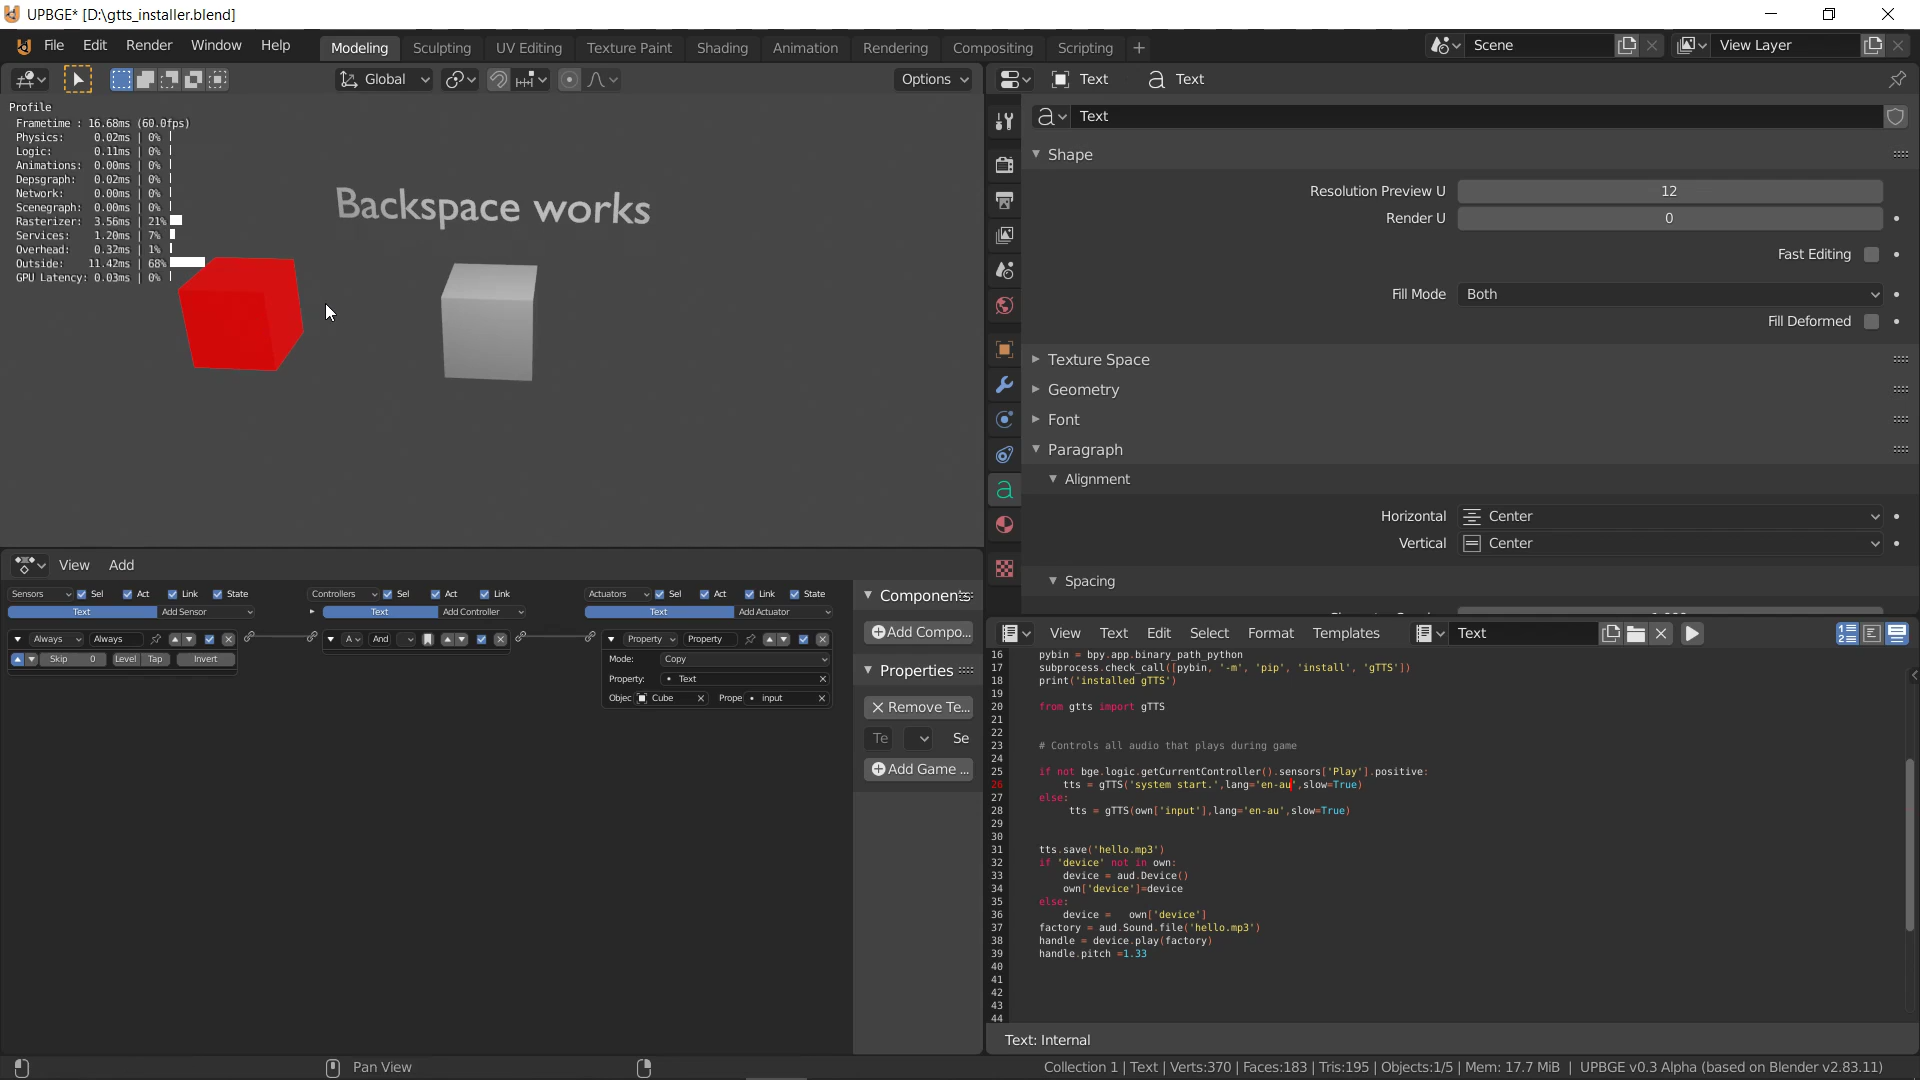 UPBGE* [D:\gtts_installer.blend]
File Edit Render Window Help Modeling Sculpting UV Editing Texture Paint Shading Animation Rendering Compositing Scripting + Scene View Layer
Global Options
Text Text
Profile
Frametime : 16.68ms (60.0fps)
Physics: 0.02ms | 0%
Logic: 0.11ms | 0%
Animations: 0.00ms | 0%
Depsgraph: 0.02ms | 0%
Network: 0.00ms | 0%
Scenegraph: 0.00ms | 0%
Rasterizer: 3.56ms | 21%
Services: 1.20ms | 7%
Overhead: 0.32ms | 1%
Outside: 11.42ms | 68%
GPU Latency: 0.03ms | 0%
Backspace works
Text
Shape
Resolution Preview U 12
Render U 0
Fast Editing
Fill Mode Both
Fill Deformed
Texture Space
Geometry
Font
Paragraph
Alignment
Horizontal Center
Vertical Center
Spacing
View Add
Sensors Sel Act Link State Controllers Sel Act Link Actuators Sel Act Link State
Text Add Sensor Text Add Controller Text Add Actuator
Always Always A And Property Property
Skip 0 Level Tap Invert
Mode: Copy
Property: Text
Objec Cube Prope input
Components
Add Compo...
Properties
Remove Te...
Te Se
Add Game ...
View Text Edit Select Format Templates Text
16 pybin = bpy.app.binary_path_python
17 subprocess.check_call([pybin, '-m', 'pip', 'install', 'gTTS'])
18 print('installed gTTS')
19
20 from gtts import gTTS
21
22
23 # Controls all audio that plays during game
24
25 if not bge.logic.getCurrentController().sensors['Play'].positive:
26 tts = gTTS('system start.',lang='en-au',slow=True)
27 else:
28 tts = gTTS(own['input'],lang='en-au',slow=True)
29
30
31 tts.save('hello.mp3')
32 if 'device' not in own:
33 device = aud.Device()
34 own['device']=device
35 else:
36 device = own['device']
37 factory = aud.Sound.file('hello.mp3')
38 handle = device.play(factory)
39 handle.pitch =1.33
40
41
42
43
44
Text: Internal
Pan View
Collection 1 | Text | Verts:370 | Faces:183 | Tris:195 | Objects:1/5 | Mem: 17.7 MiB | UPBGE v0.3 Alpha (based on Blender v2.83.11)